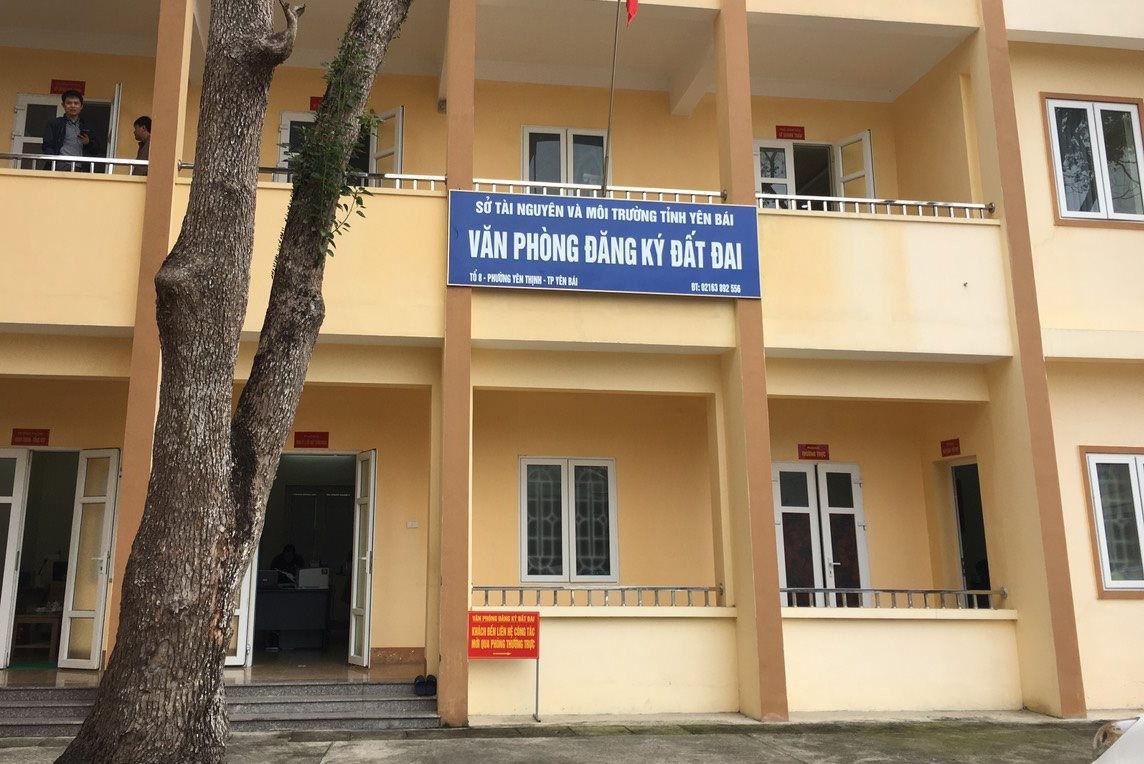 SỞ TÀI NGUYÊN VÀ MÔI TRƯỜNG TỈNH YÊN BÁI
VĂN PHÒNG ĐĂNG KÝ ĐẤT ĐAI
TỔ 8 - PHƯỜNG YÊN THỊNH - TP YÊN BÁI ĐT: 02163 892 556
THƯỜNG TRỰC
VĂN PHÒNG ĐĂNG KÝ ĐẤT ĐAI
KHÁCH ĐẾN LIÊN HỆ CÔNG TÁC
MỜI QUA PHÒNG THƯỜNG TRỰC